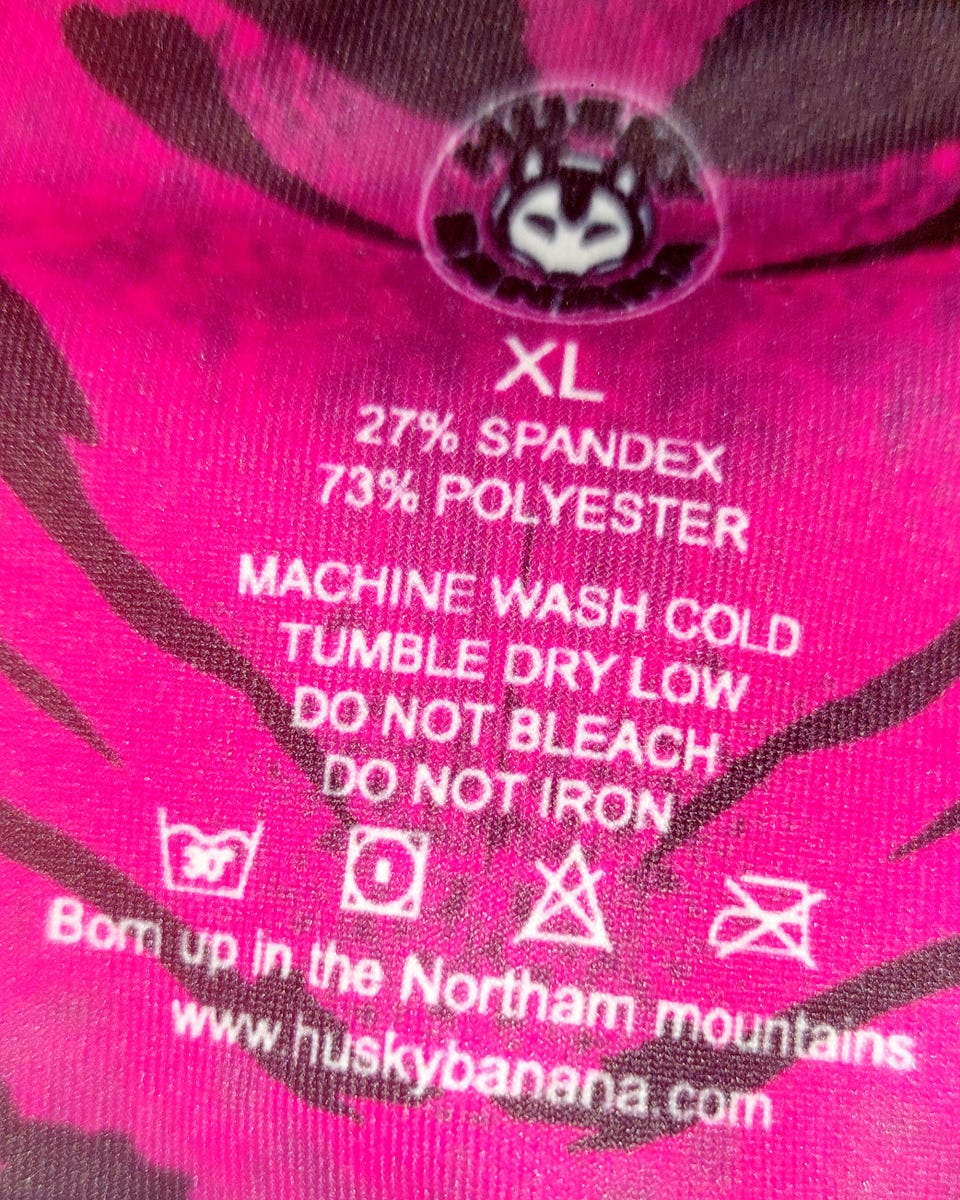 XL
27% SPANDEX
73% POLYESTER
MACHINE WASH COLD
TUMBLE DRY LOW
DO NOT BLEACH
DO NOT IRON
30°
Born up in the Northam mountains
www.huskybanana.com